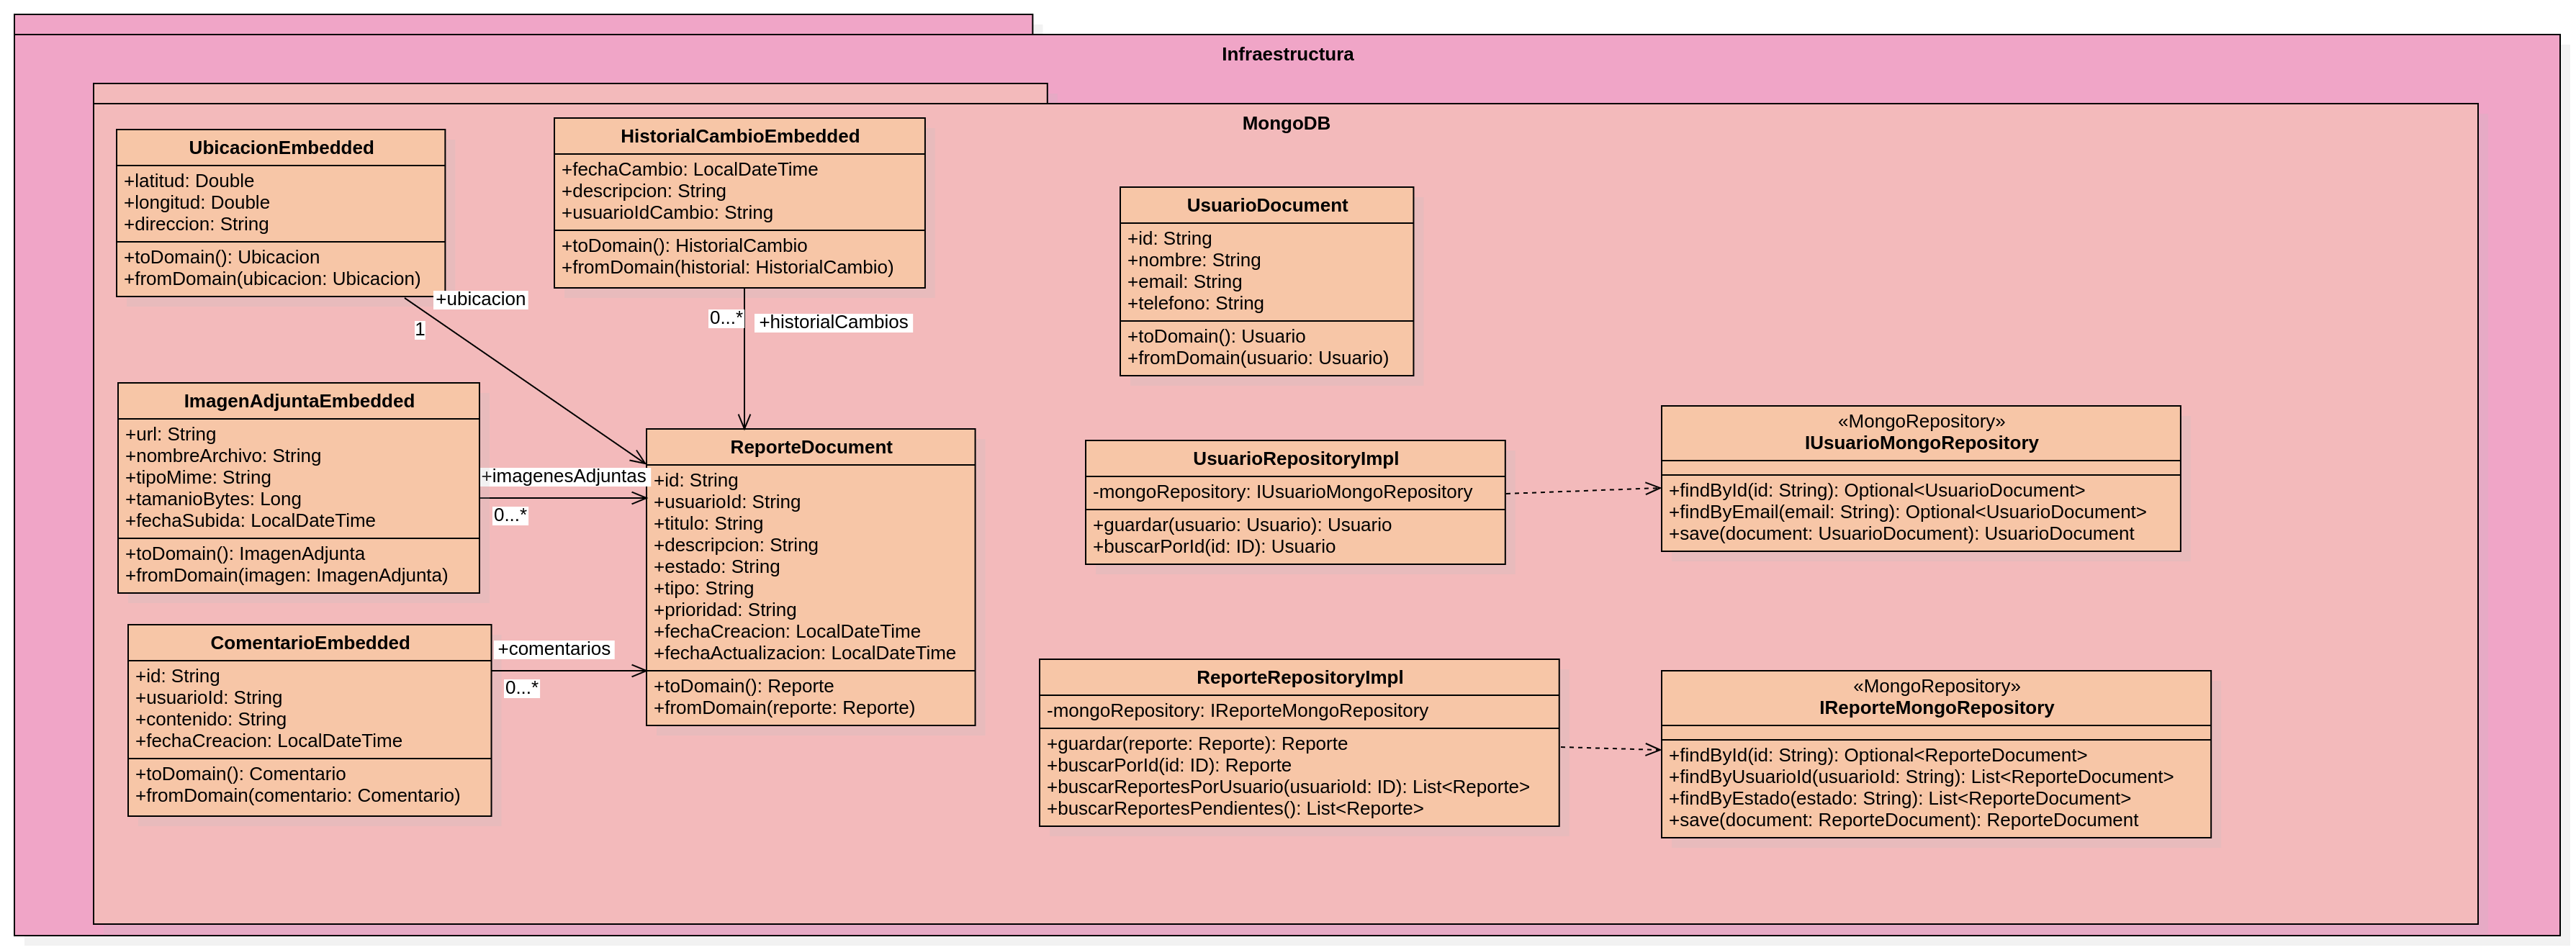 Infraestructura
MongoDB
UbicacionEmbedded
+latitud: Double
+longitud: Double
+direccion: String
+toDomain(): Ubicacion
+fromDomain(ubicacion: Ubicacion)
HistorialCambioEmbedded
+fechaCambio: LocalDateTime
+descripcion: String
+usuarioIdCambio: String
+toDomain(): HistorialCambio
+fromDomain(historial: HistorialCambio)
UsuarioDocument
+id: String
+nombre: String
+email: String
+telefono: String
+toDomain(): Usuario
+fromDomain(usuario: Usuario)
+ubicacion
1
0...*
+historialCambios
ImagenAdjuntaEmbedded
+url: String
+nombreArchivo: String
+tipoMime: String
+tamanioBytes: Long
+fechaSubida: LocalDateTime
+toDomain(): ImagenAdjunta
+fromDomain(imagen: ImagenAdjunta)
+imagenesAdjuntas
0...*
ReporteDocument
+id: String
+usuarioId: String
+titulo: String
+descripcion: String
+estado: String
+tipo: String
+prioridad: String
+fechaCreacion: LocalDateTime
+fechaActualizacion: LocalDateTime
+toDomain(): Reporte
+fromDomain(reporte: Reporte)
UsuarioRepositoryImpl
-mongoRepository: IUsuarioMongoRepository
+guardar(usuario: Usuario): Usuario
+buscarPorId(id: ID): Usuario
«MongoRepository»
IUsuarioMongoRepository
+findById(id: String): Optional<UsuarioDocument>
+findByEmail(email: String): Optional<UsuarioDocument>
+save(document: UsuarioDocument): UsuarioDocument
ComentarioEmbedded
+id: String
+usuarioId: String
+contenido: String
+fechaCreacion: LocalDateTime
+toDomain(): Comentario
+fromDomain(comentario: Comentario)
+comentarios
0...*
ReporteRepositoryImpl
-mongoRepository: IReporteMongoRepository
+guardar(reporte: Reporte): Reporte
+buscarPorId(id: ID): Reporte
+buscarReportesPorUsuario(usuarioId: ID): List<Reporte>
+buscarReportesPendientes(): List<Reporte>
«MongoRepository»
IReporteMongoRepository
+findById(id: String): Optional<ReporteDocument>
+findByUsuarioId(usuarioId: String): List<ReporteDocument>
+findByEstado(estado: String): List<ReporteDocument>
+save(document: ReporteDocument): ReporteDocument